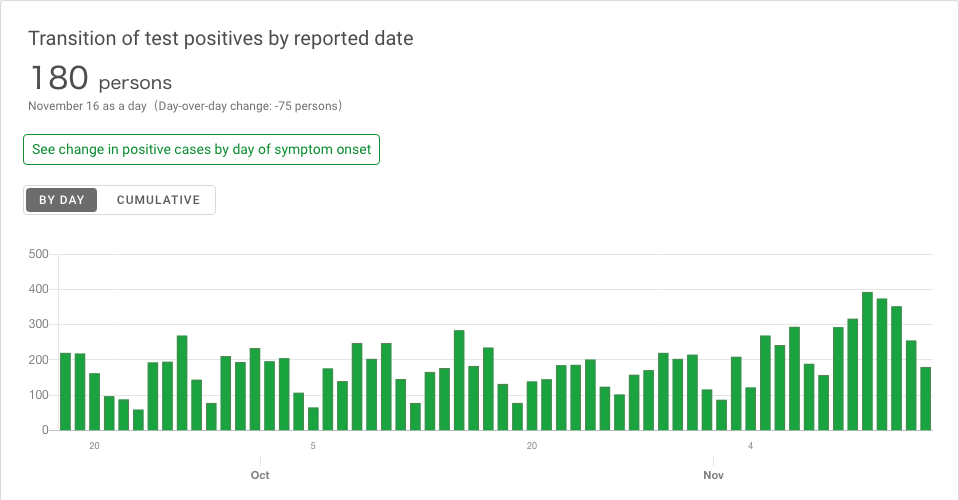 Transition of test positives by reported date
180 persons
November 16 as a day (Day-over-day change: -75 persons)
See change in positive cases by day of symptom onset
BY DAY CUMULATIVE
500
400
300
200
100
0
20 5 20 4
Oct Nov